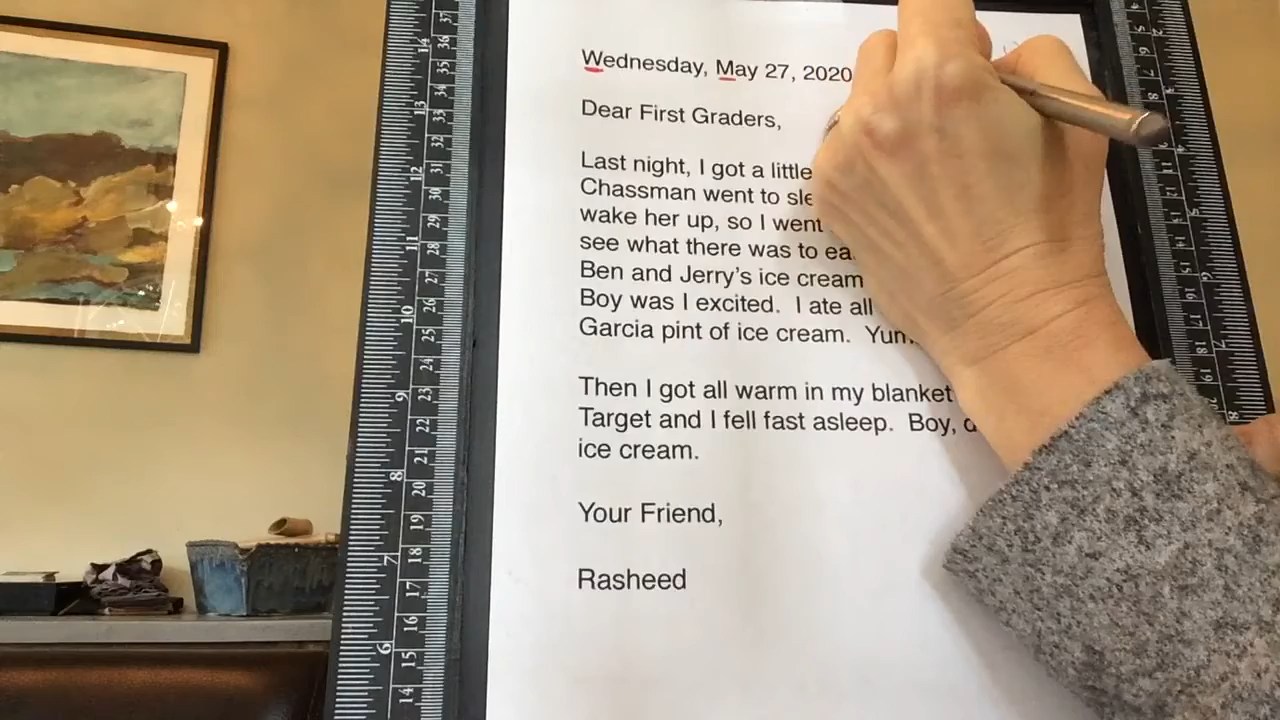 Wednesday, May 27, 2020
Dear First Graders,
Last night, I got a little
Chassman went to
wake her up, so I went
see what there was to
Ben and Jerry's ice cream
Boy was I excited. I ate all
Garcia pint of ice cream.
Then I got all warm in my blanket
Target and I fell fast asleep. Boy,
ice cream.
Your Friend,
Rasheed